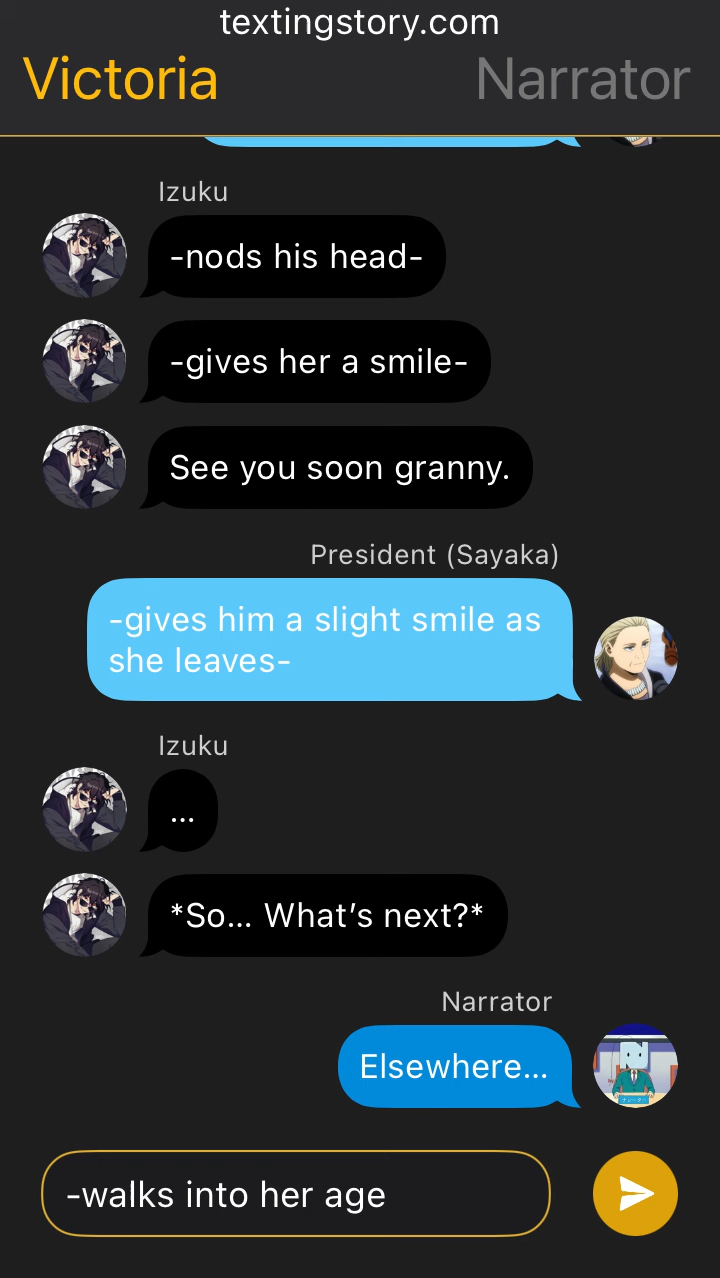 textingstory.com
Victoria
Narrator
Izuku
-nods his head-
-gives her a smile-
See you soon granny.
President (Sayaka)
-gives him a slight smile as
she leaves-
Izuku
...
*So... What’s next?*
Narrator
Elsewhere...
-walks into her age